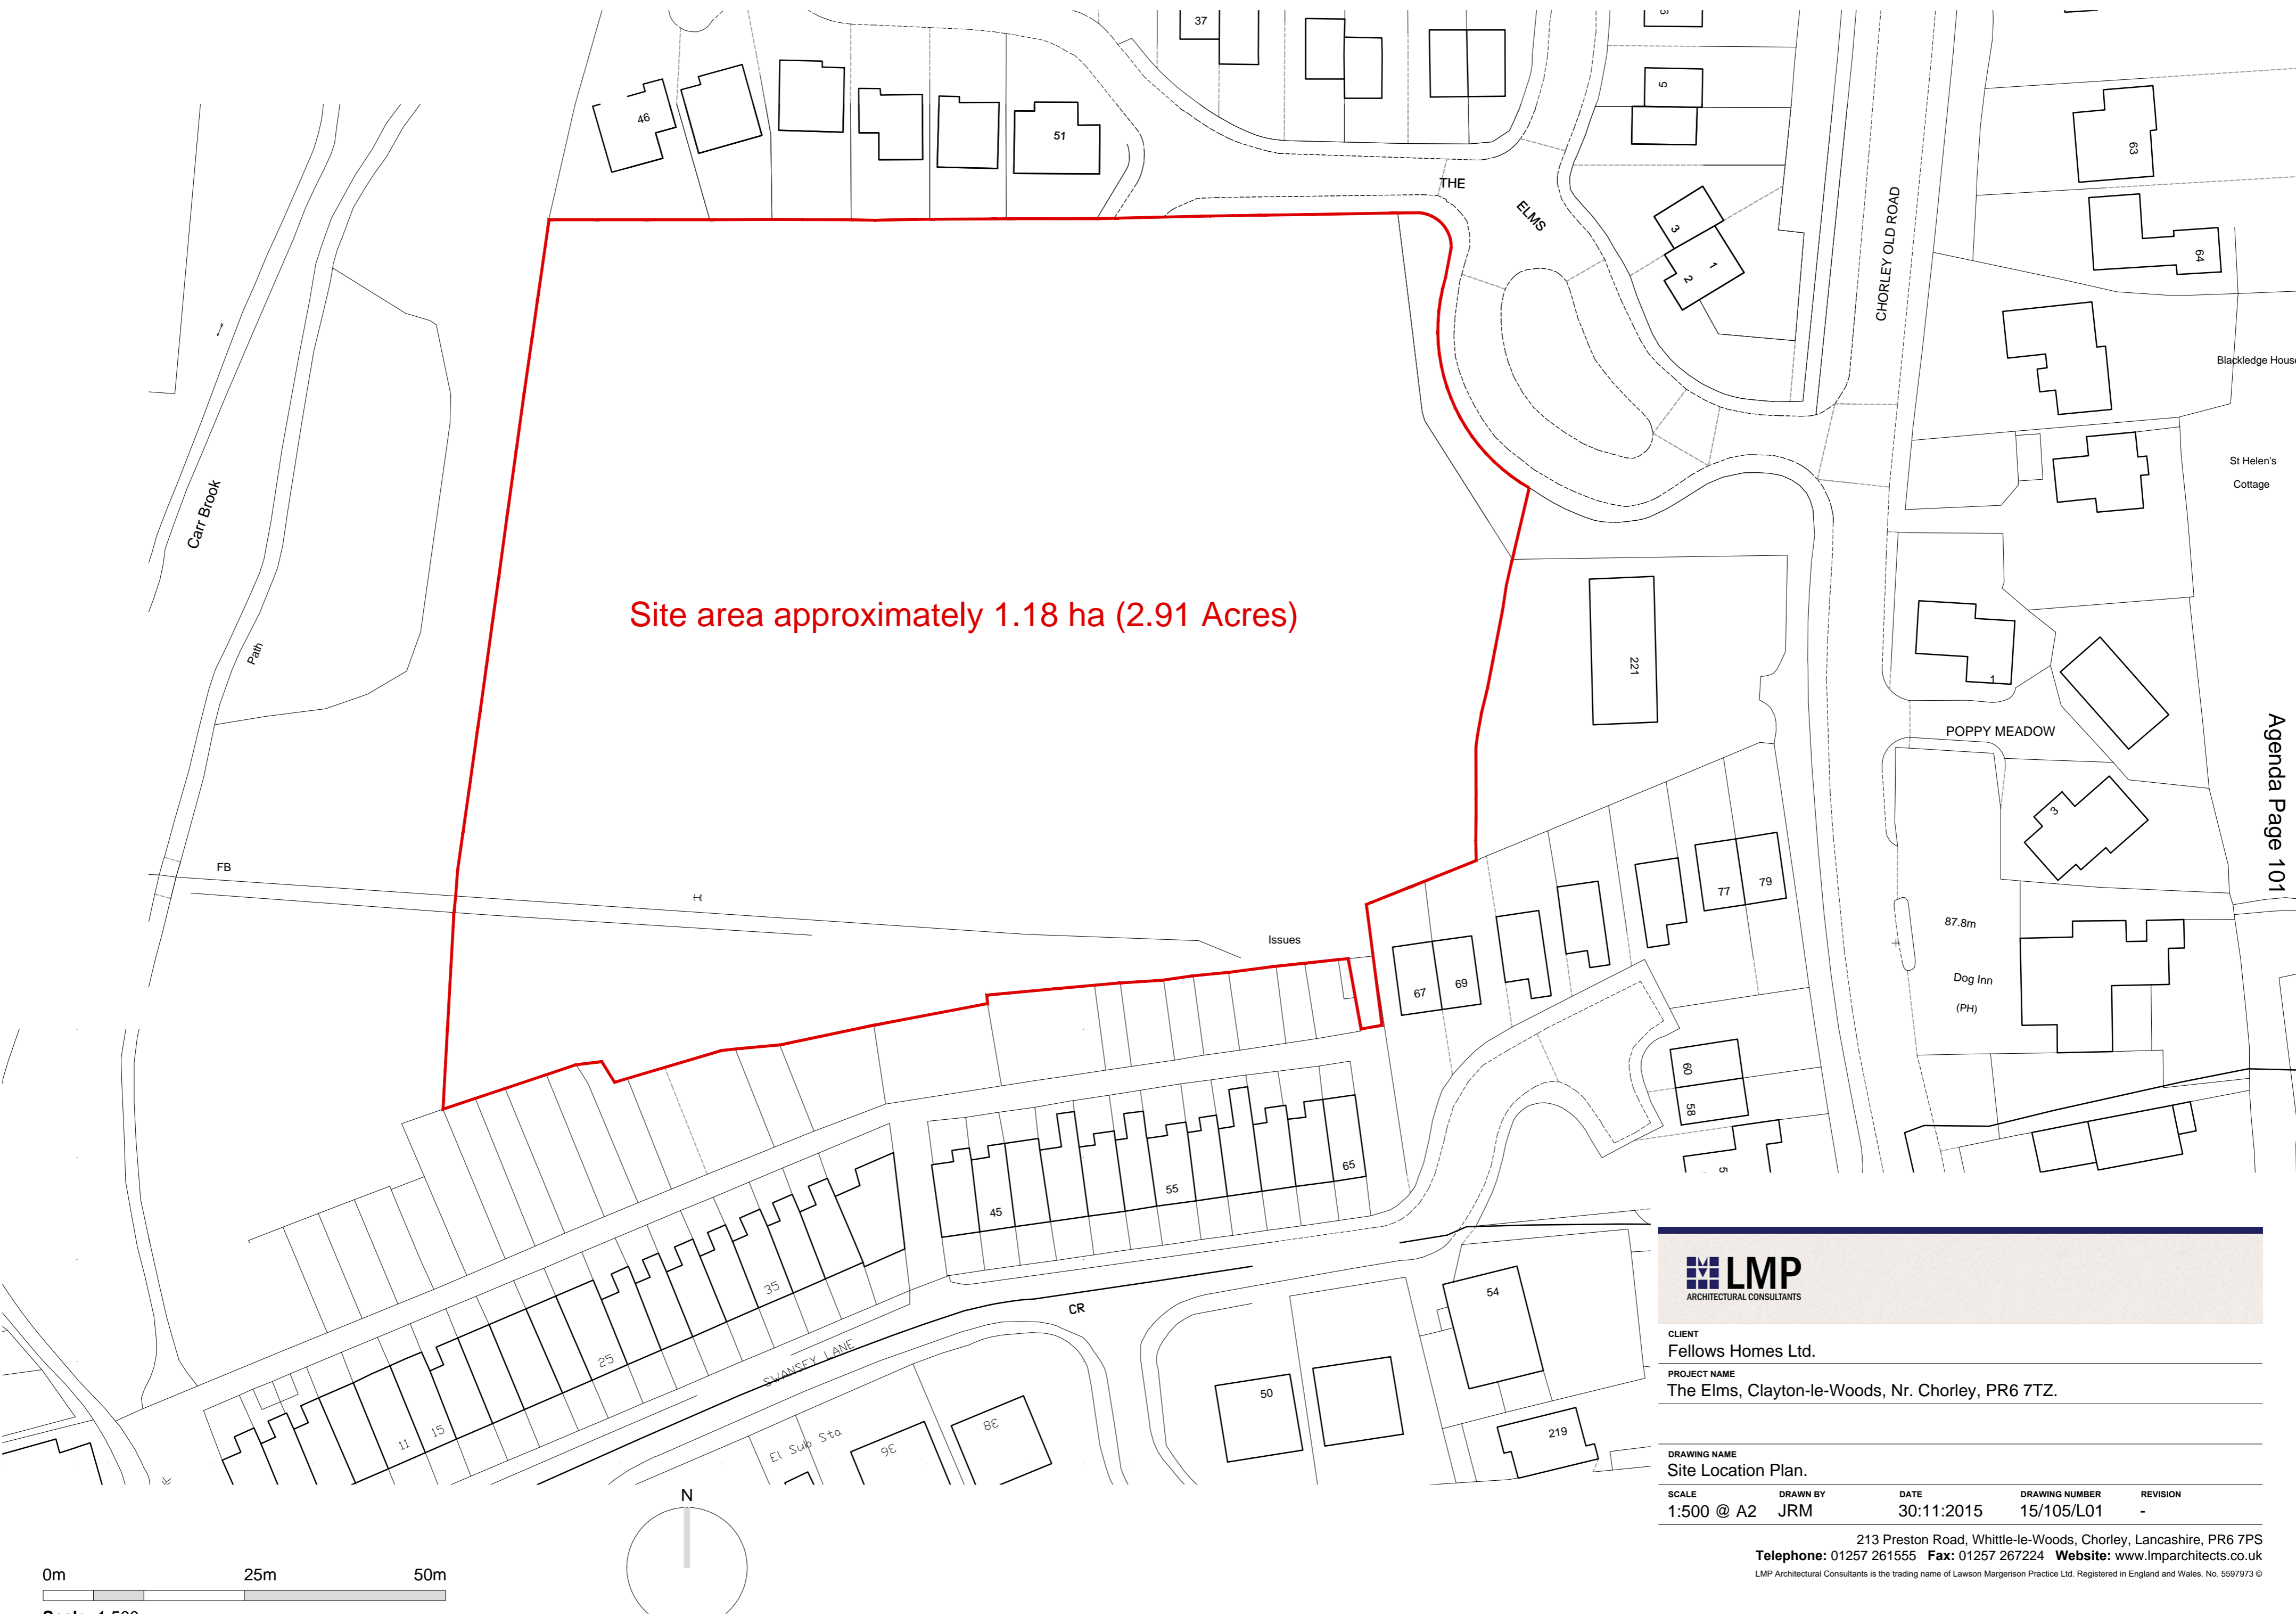 37
5
46
51
63
THE
ELMS
3
1
2
CHORLEY OLD ROAD
64
Blackledge House
St Helen's
Cottage
Carr Brook
Path
Site area approximately 1.18 ha (2.91 Acres)
221
1
POPPY MEADOW
Agenda Page 101
3
FB
Issues
77
79
67
69
87.8m
Dog Inn
(PH)
60
58
5
65
55
45
35
25
15
11
SWANSEY LANE
CR
El Sub Sta
36
38
50
54
219
LMP
ARCHITECTURAL CONSULTANTS
CLIENT
Fellows Homes Ltd.
PROJECT NAME
The Elms, Clayton-le-Woods, Nr. Chorley, PR6 7TZ.
DRAWING NAME
Site Location Plan.
SCALE DRAWN BY DATE DRAWING NUMBER REVISION
1:500 @ A2 JRM 30:11:2015 15/105/L01 -
213 Preston Road, Whittle-le-Woods, Chorley, Lancashire, PR6 7PS
Telephone: 01257 261555 Fax: 01257 267224 Website: www.lmparchitects.co.uk
LMP Architectural Consultants is the trading name of Lawson Margerison Practice Ltd. Registered in England and Wales. No. 5597973 ©
N
0m 25m 50m
Scale 1:500